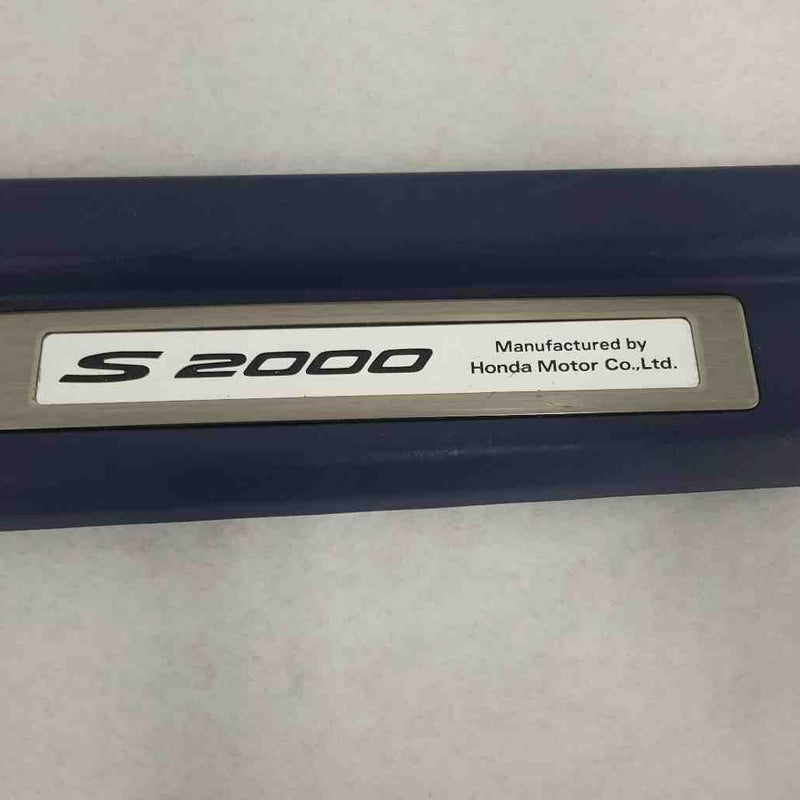 S 2000
Manufactured by
Honda Motor Co.,Ltd.